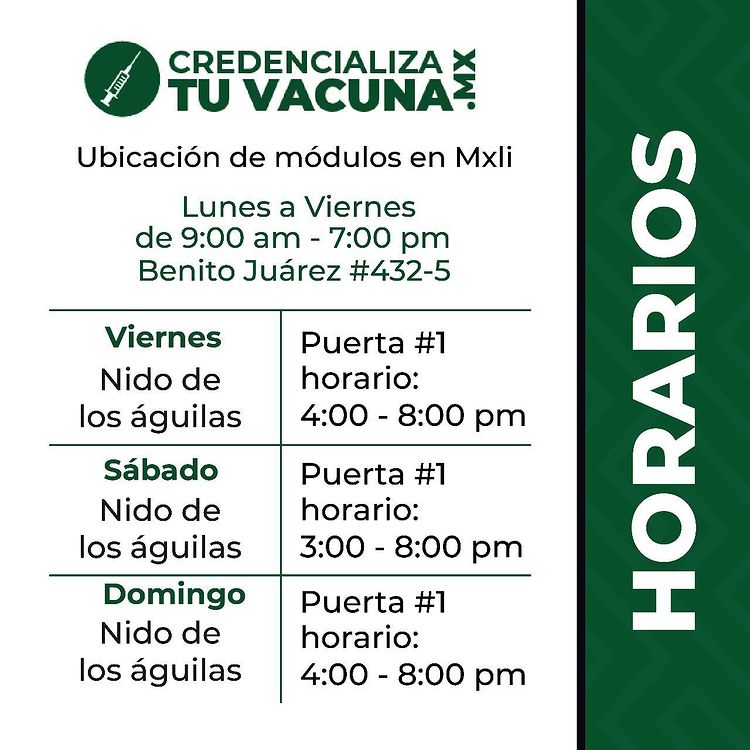 CREDENCIALIZA
TU VACUNA.MX
Ubicación de módulos en Mxli
Lunes a Viernes
de 9:00 am - 7:00 pm
Benito Juárez #432-5
Viernes
Nido de
los águilas
Puerta #1
horario:
4:00 - 8:00 pm
Sábado
Nido de
los águilas
Puerta #1
horario:
3:00 - 8:00 pm
Domingo
Nido de
los águilas
Puerta #1
horario:
4:00 - 8:00 pm
HORARIOS